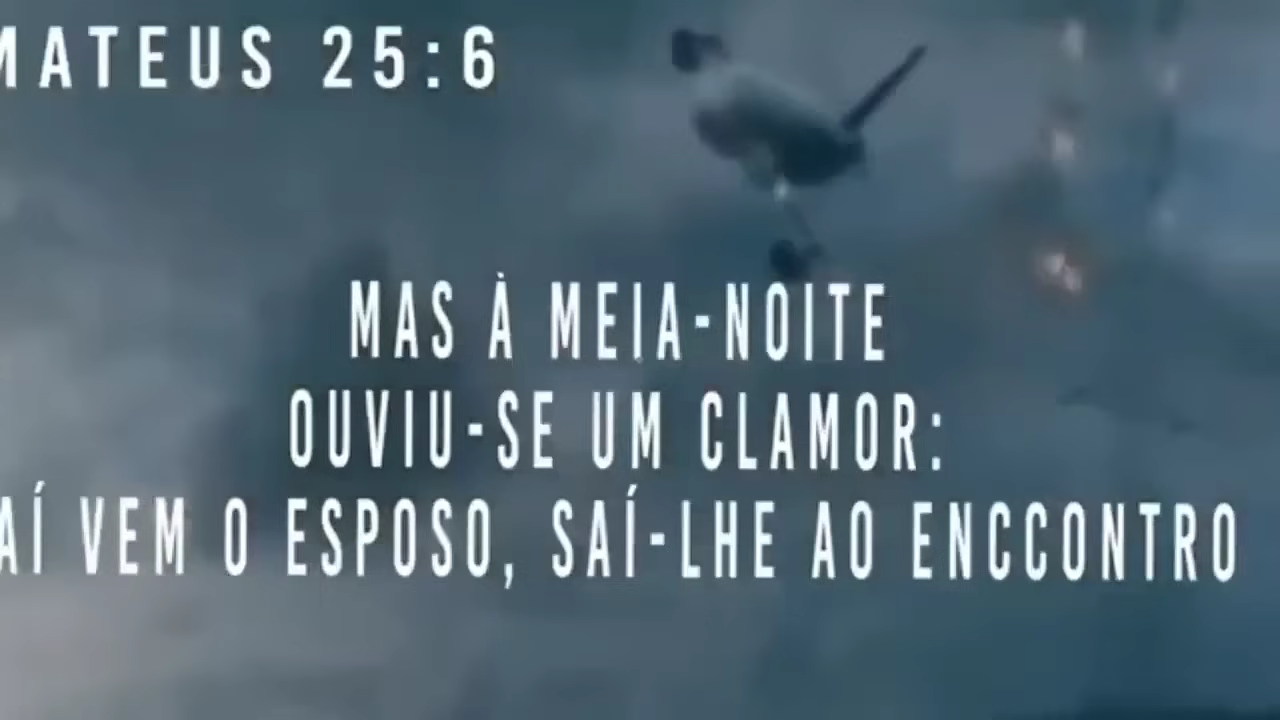 MATEUS 25:6
MAS À MEIA-NOITE
OUVIU-SE UM CLAMOR:
AÍ VEM O ESPOSO, SAÍ-LHE AO ENCCONTRO